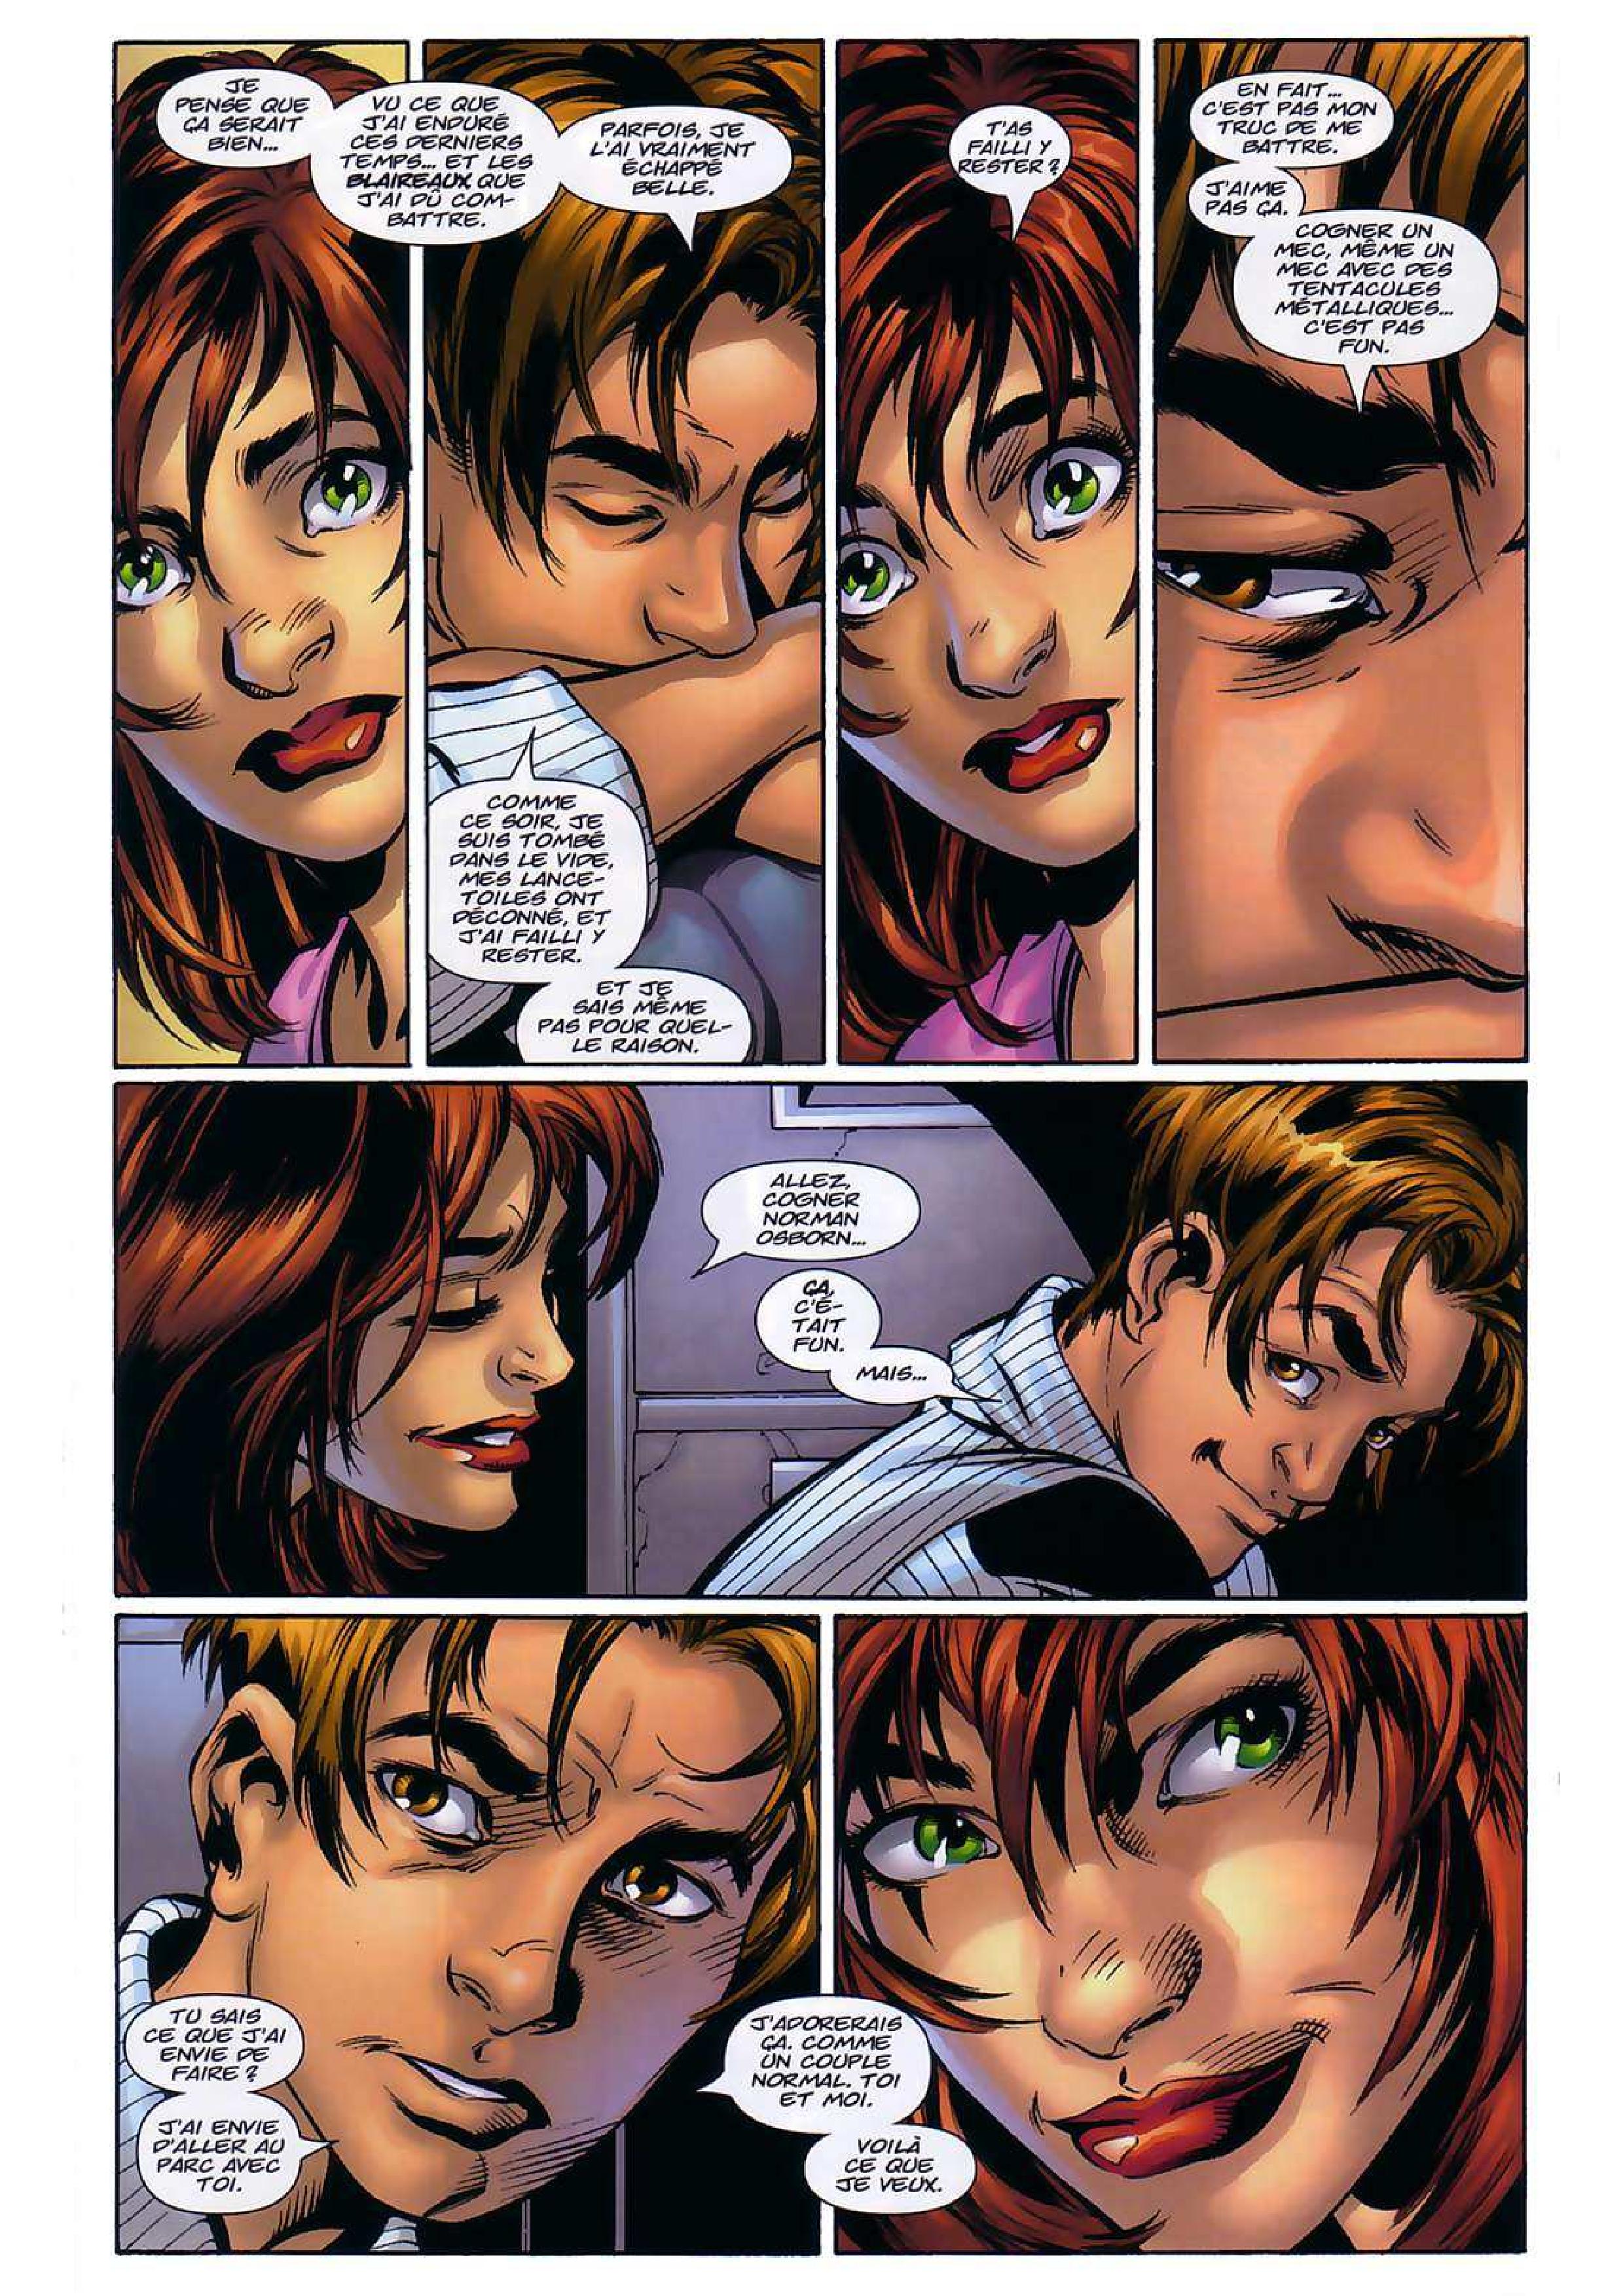 JE
PENSE QUE
ÇA SERAIT
BIEN...
VU CE QUE
J'AI ENDURÉ
CES DERNIERS
TEMPS... ET LES
BLAIREAUX QUE
J'AI DÛ COM-
BATTRE.
PARFOIS, JE
L'AI VRAIMENT
ÉCHAPPÉ
BELLE.
COMME
CE SOIR, JE
SUIS TOMBÉ
DANS LE VIDE,
MES LANCE-
TOILES ONT
DÉCONNÉ, ET
J'AI FAILLI Y
RESTER.
ET JE
SAIS MÊME
PAS POUR QUEL-
LE RAISON.
T'AS
FAILLI Y
RESTER ?
EN FAIT...
C'EST PAS MON
TRUC DE ME
BATTRE.
J'AIME
PAS ÇA.
COGNER UN
MEC, MÊME UN
MEC AVEC DES
TENTACULES
MÉTALLIQUES...
C'EST PAS
FUN.
ALLEZ,
COGNER
NORMAN
OSBORN...
ÇA,
C'É-
TAIT
FUN.
MAIS...
TU SAIS
CE QUE J'AI
ENVIE DE
FAIRE ?
J'AI ENVIE
D'ALLER AU
PARC AVEC
TOI.
J'ADORERAIS
ÇA. COMME
UN COUPLE
NORMAL. TOI
ET MOI.
VOILÀ
CE QUE
JE VEUX.